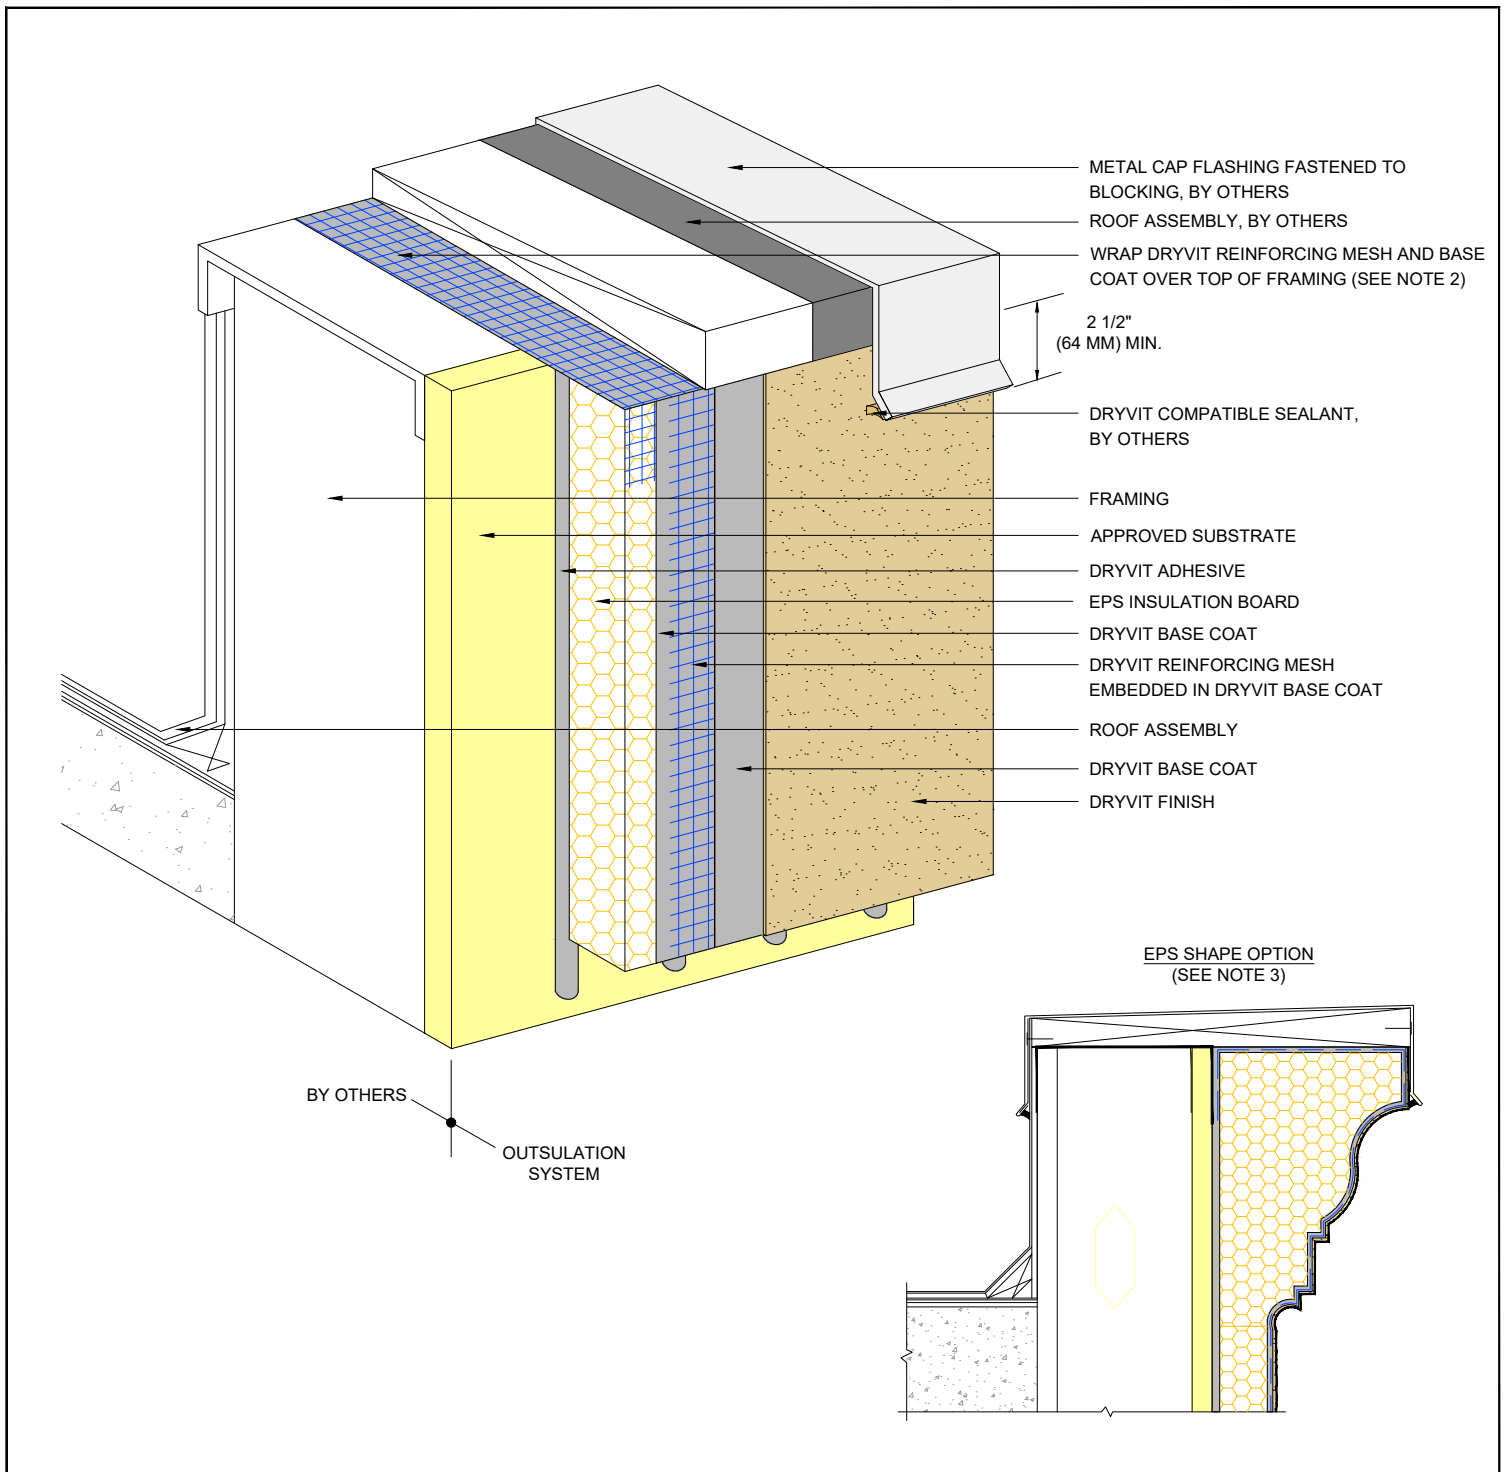 METAL CAP FLASHING FASTENED TO
BLOCKING, BY OTHERS
ROOF ASSEMBLY, BY OTHERS
WRAP DRYVIT REINFORCING MESH AND BASE
COAT OVER TOP OF FRAMING (SEE NOTE 2)
2 1/2"
(64 MM) MIN.
DRYVIT COMPATIBLE SEALANT,
BY OTHERS
FRAMING
APPROVED SUBSTRATE
DRYVIT ADHESIVE
EPS INSULATION BOARD
DRYVIT BASE COAT
DRYVIT REINFORCING MESH
EMBEDDED IN DRYVIT BASE COAT
ROOF ASSEMBLY
DRYVIT BASE COAT
DRYVIT FINISH
EPS SHAPE OPTION
(SEE NOTE 3)
BY OTHERS
OUTSULATION
SYSTEM